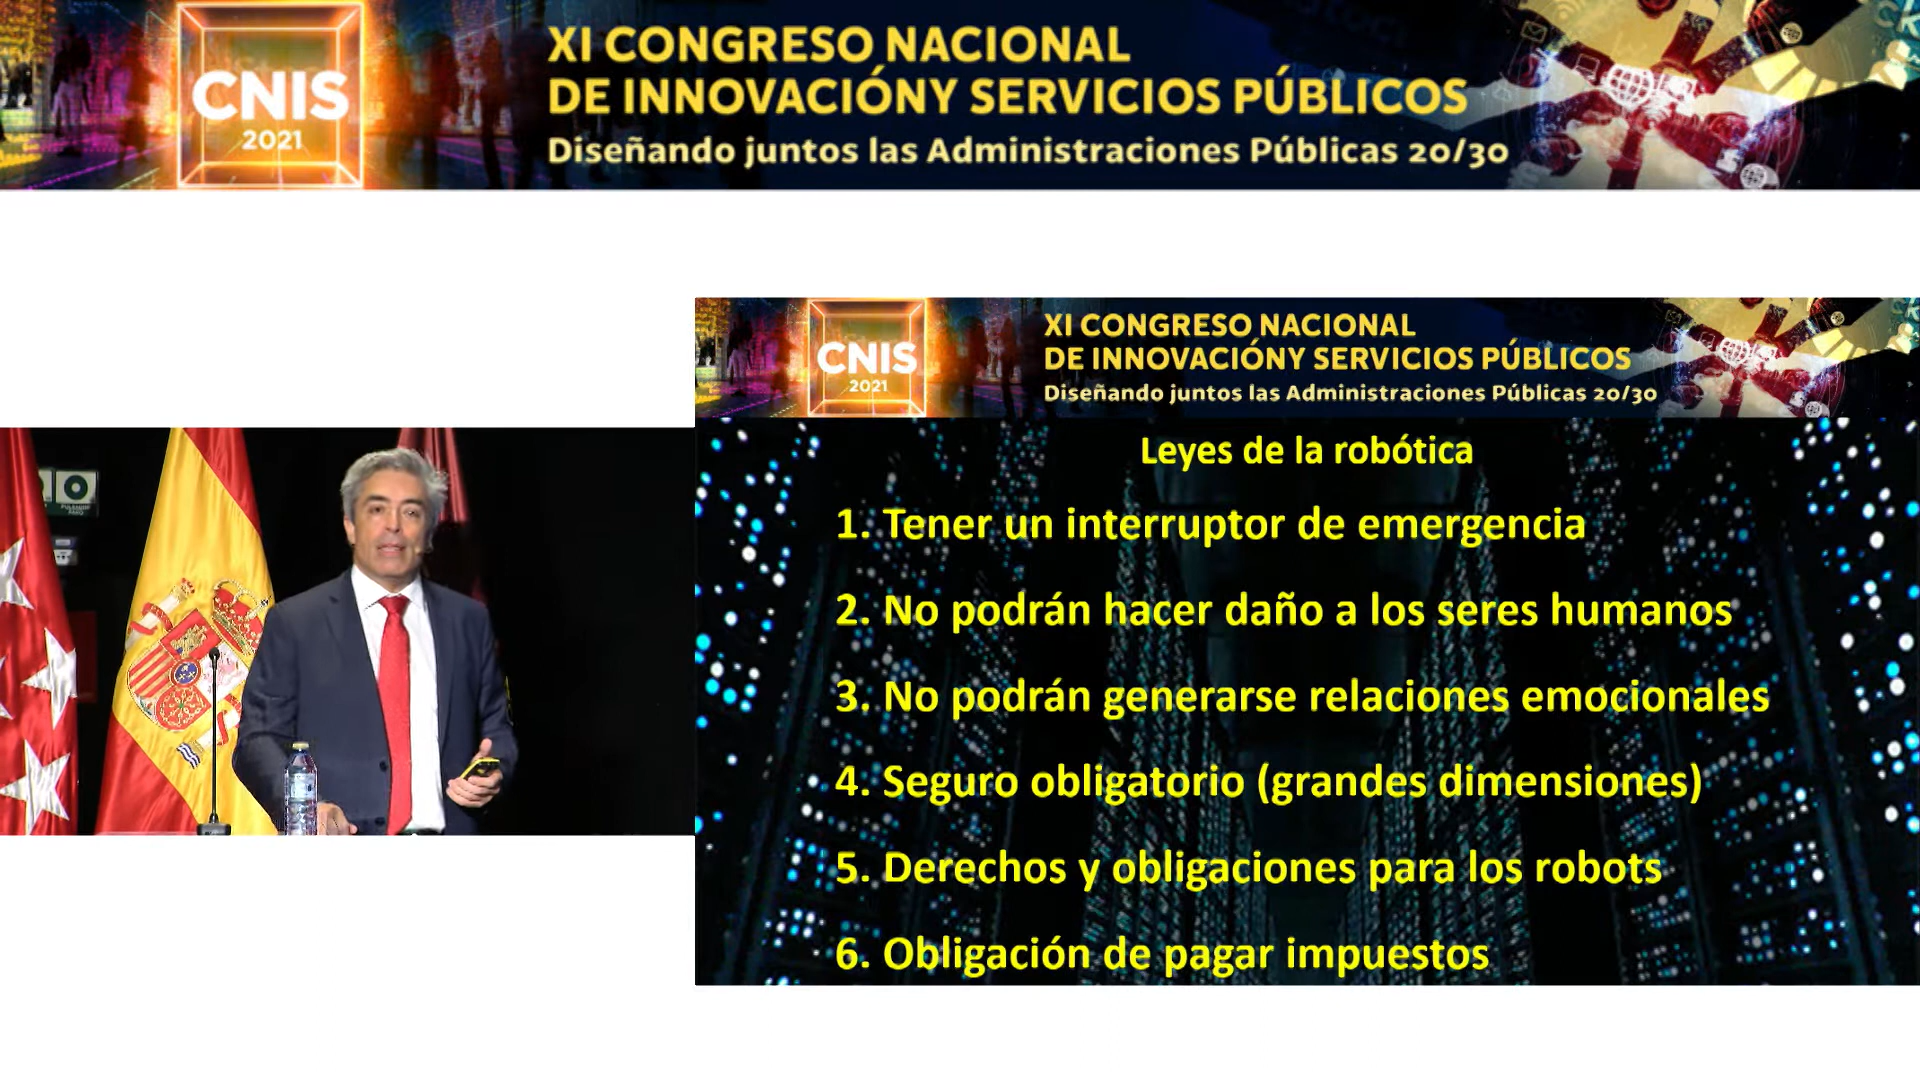 CNIS
2021
XI CONGRESO NACIONAL
DE INNOVACIÓNY SERVICIOS PÚBLICOS
Diseñando juntos las Administraciones Públicas 20/30
CNIS
2021
XI CONGRESO NACIONAL
DE INNOVACIÓNY SERVICIOS PÚBLICOS
Diseñando juntos las Administraciones Públicas 20/30
Leyes de la robótica
1. Tener un interruptor de emergencia
2. No podrán hacer daño a los seres humanos
3. No podrán generarse relaciones emocionales
4. Seguro obligatorio (grandes dimensiones)
5. Derechos y obligaciones para los robots
6. Obligación de pagar impuestos